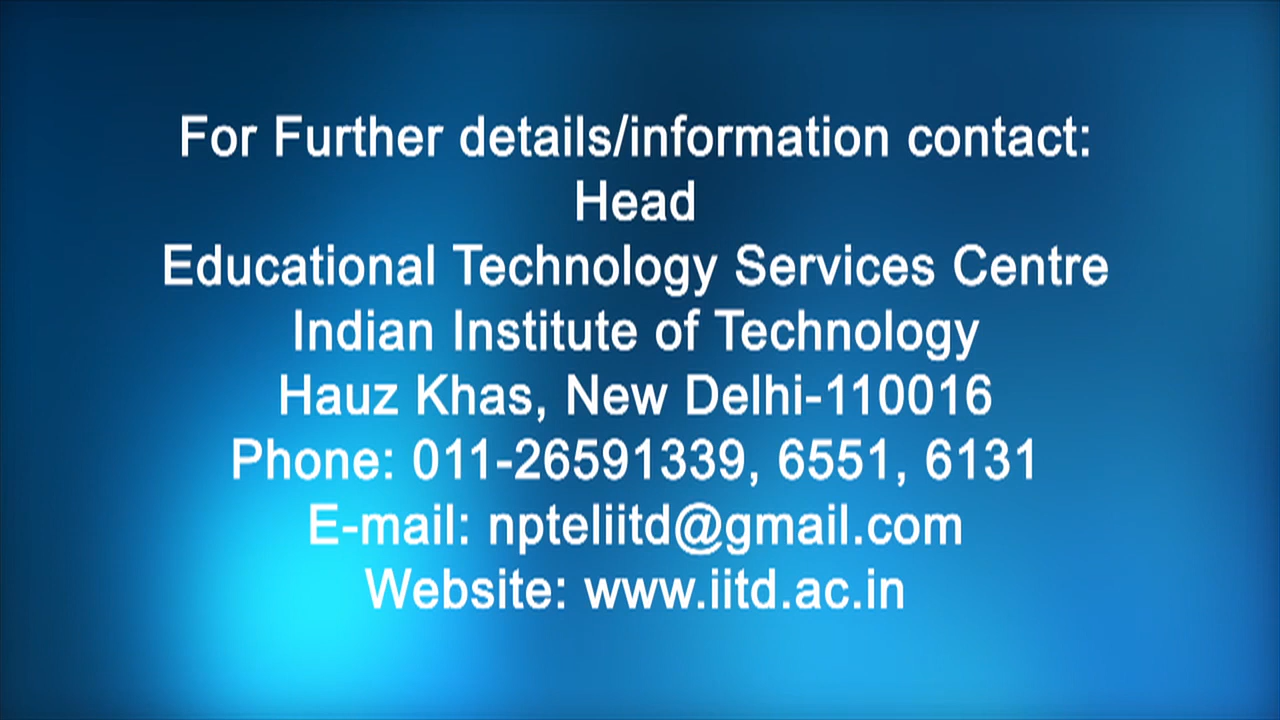 For Further details/information contact:
Head
Educational Technology Services Centre
Indian Institute of Technology
Hauz Khas, New Delhi-110016
Phone: 011-26591339, 6551, 6131
E-mail: npteliitd@gmail.com
Website: www.iitd.ac.in